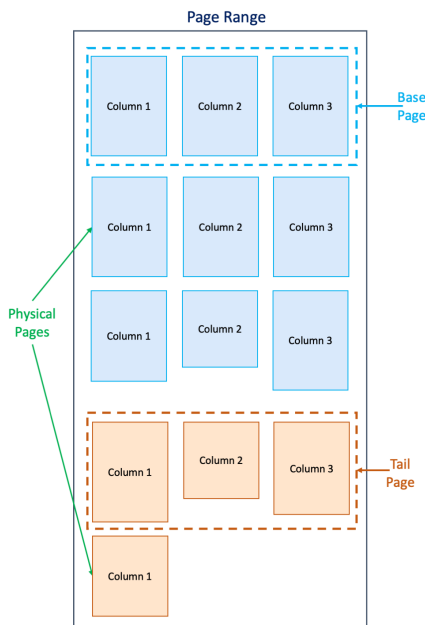 Page Range
Column 1
Column 2
Column 3
Base
Page
Column 1
Column 2
Column 3
Physical
Pages
Column 1
Column 2
Column 3
Column 1
Column 2
Column 3
Tail
Page
Column 1